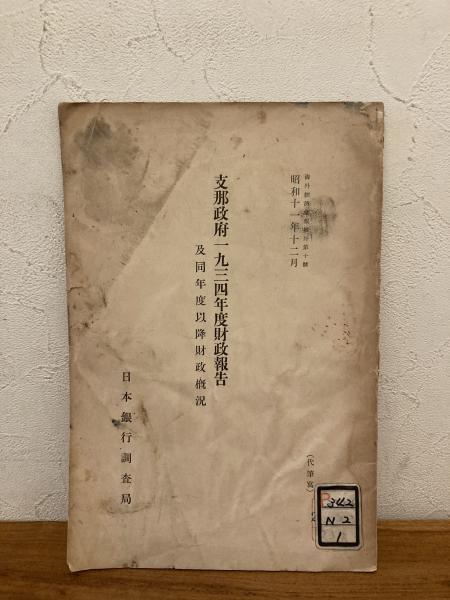 昭和十一年十二月
支那政府一九三四年度財政報告
及同年度以降財政概況
日本銀行調査局
(代筆寫)
P342
N2
1